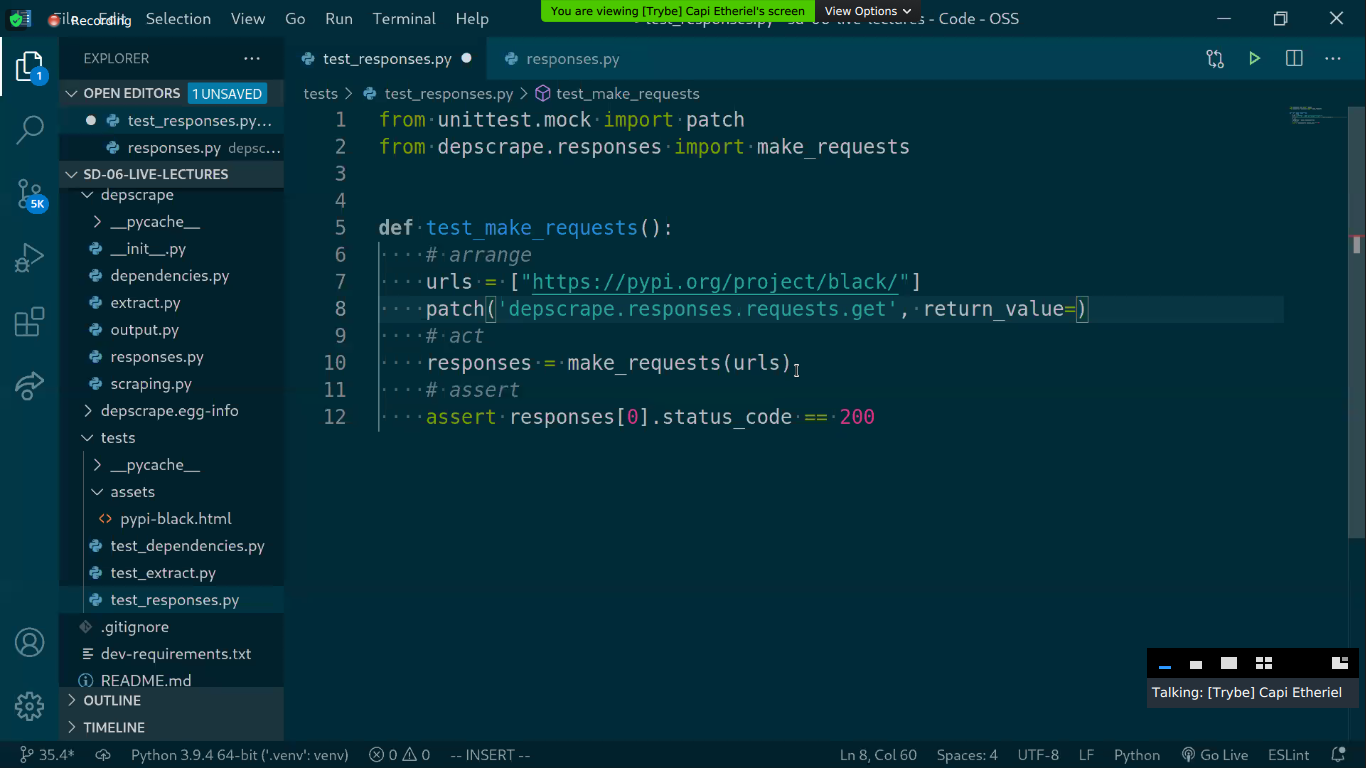 File Edit Selection View Go Run Terminal Help
Recording
You are viewing [Trybe] Capi Etheriel's screen
View Options
sd-06-live-lectures - Code - OSS
EXPLORER
OPEN EDITORS 1 UNSAVED
test_responses.py...
responses.py depsc...
SD-06-LIVE-LECTURES
depscrape
__pycache__
__init__.py
dependencies.py
extract.py
output.py
responses.py
scraping.py
depscrape.egg-info
tests
__pycache__
assets
pypi-black.html
test_dependencies.py
test_extract.py
test_responses.py
.gitignore
dev-requirements.txt
README.md
OUTLINE
TIMELINE
1
5K
test_responses.py
responses.py
tests > test_responses.py > test_make_requests
1 from unittest.mock import patch
2 from depscrape.responses import make_requests
3
4
5 def test_make_requests():
6 # arrange
7 urls = ["https://pypi.org/project/black/"]
8 patch('depscrape.responses.requests.get', return_value=)
9 # act
10 responses = make_requests(urls)
11 # assert
12 assert responses[0].status_code == 200
Talking: [Trybe] Capi Etheriel
35.4* Python 3.9.4 64-bit ('.venv': venv) 0 0 -- INSERT -- Ln 8, Col 60 Spaces: 4 UTF-8 LF Python Go Live ESLint